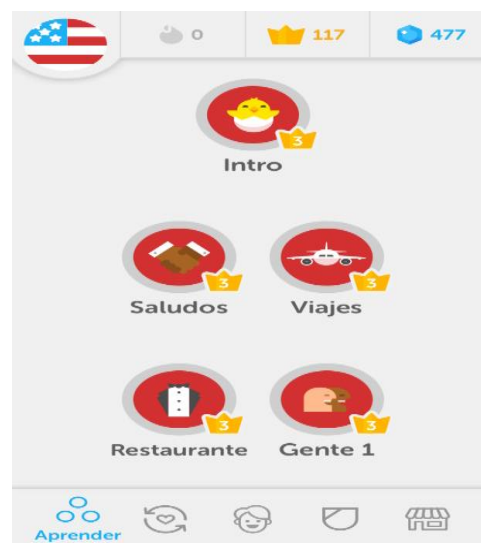 0 117 477
3
Intro
3 3
Saludos Viajes
3 3
Restaurante Gente 1
Aprender